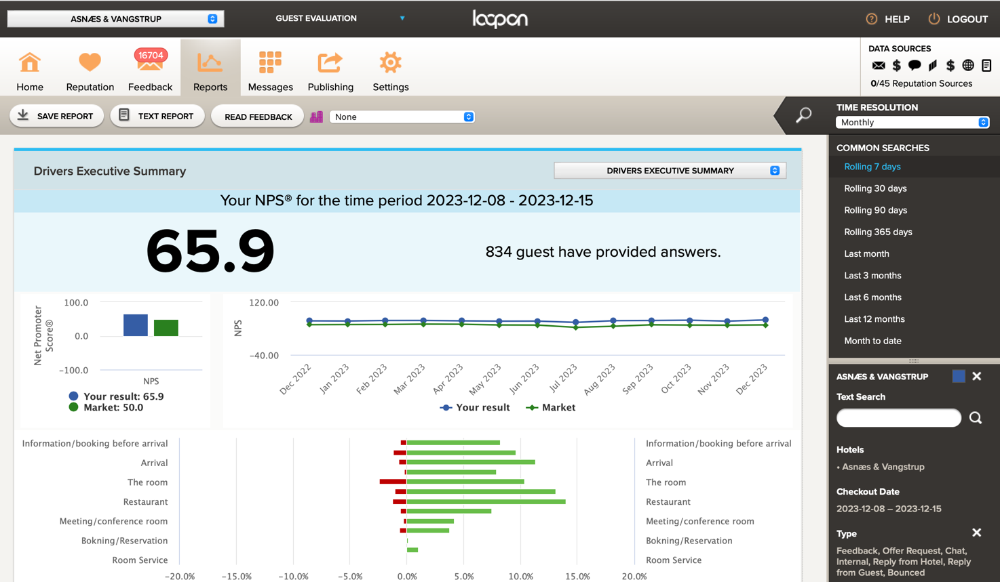 ASNÆS & VANGSTRUP
GUEST EVALUATION
loopon
HELP
LOGOUT
Home
Reputation
16704
Feedback
Reports
Messages
Publishing
Settings
DATA SOURCES
0/45 Reputation Sources
SAVE REPORT
TEXT REPORT
READ FEEDBACK
None
TIME RESOLUTION
Monthly
COMMON SEARCHES
Rolling 7 days
Rolling 30 days
Rolling 90 days
Rolling 365 days
Last month
Last 3 months
Last 6 months
Last 12 months
Month to date
Drivers Executive Summary
DRIVERS EXECUTIVE SUMMARY
Your NPS® for the time period 2023-12-08 - 2023-12-15
65.9
834 guest have provided answers.
Net Promoter
Score®
100.0
0.0
-100.0
NPS
Your result: 65.9
Market: 50.0
NPS
120.00
-40.00
Dec 2022
Jan 2023
Feb 2023
Mar 2023
Apr 2023
May 2023
Jun 2023
Jul 2023
Aug 2023
Sep 2023
Oct 2023
Nov 2023
Dec 2023
Your result
Market
Information/booking before arrival
Arrival
The room
Restaurant
Meeting/conference room
Bokning/Reservation
Room Service
Information/booking before arrival
Arrival
The room
Restaurant
Meeting/conference room
Bokning/Reservation
Room Service
-20.0%
-15.0%
-10.0%
-5.0%
0.0%
5.0%
10.0%
15.0%
20.0%
ASNÆS & VANGSTRUP
Text Search
Hotels
• Asnæs & Vangstrup
Checkout Date
2023-12-08 – 2023-12-15
Type
Feedback, Offer Request, Chat,
Internal, Reply from Hotel, Reply
from Guest, Bounced